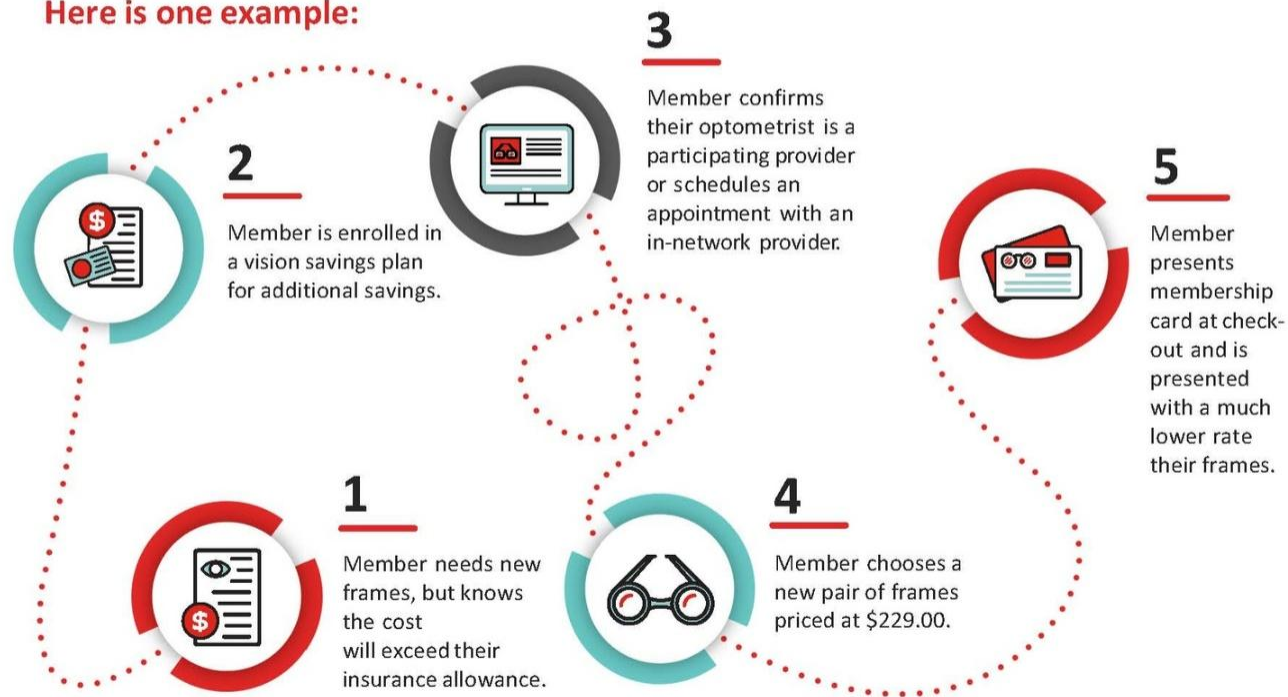 Here is one example:
1
Member needs new
frames, but knows
the cost
will exceed their
insurance allowance.
2
Member is enrolled in
a vision savings plan
for additional savings.
3
Member confirms
their optometrist is a
participating provider
or schedules an
appointment with an
in-network provider.
4
Member chooses a
new pair of frames
priced at $229.00.
5
Member
presents
membership
card at check-
out and is
presented
with a much
lower rate
their frames.
$
$